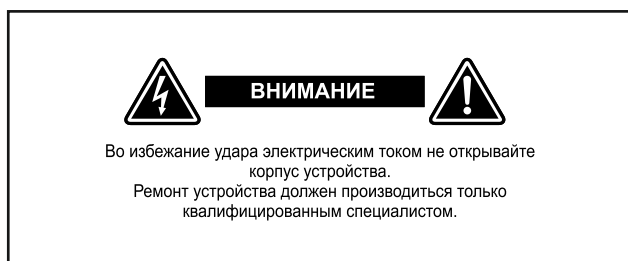 ВНИМАНИЕ
Во избежание удара электрическим током не открывайте
корпус устройства.
Ремонт устройства должен производиться только
квалифицированным специалистом.